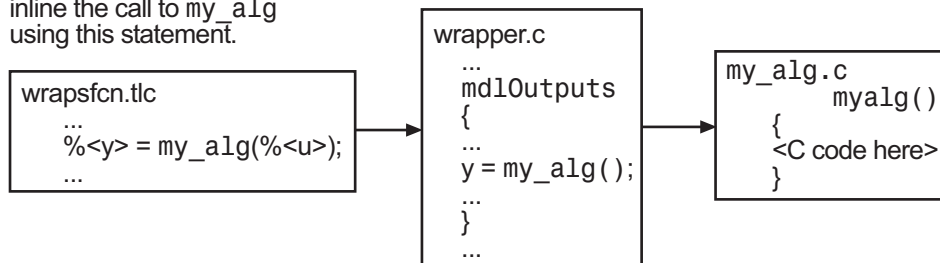 inline the call to my_alg
using this statement.
wrapsfcn.tlc
...
%<y> = my_alg(%<u>);
...
wrapper.c
...
mdlOutputs
{
...
y = my_alg();
...
}
...
my_alg.c
myalg()
{
<C code here>
}